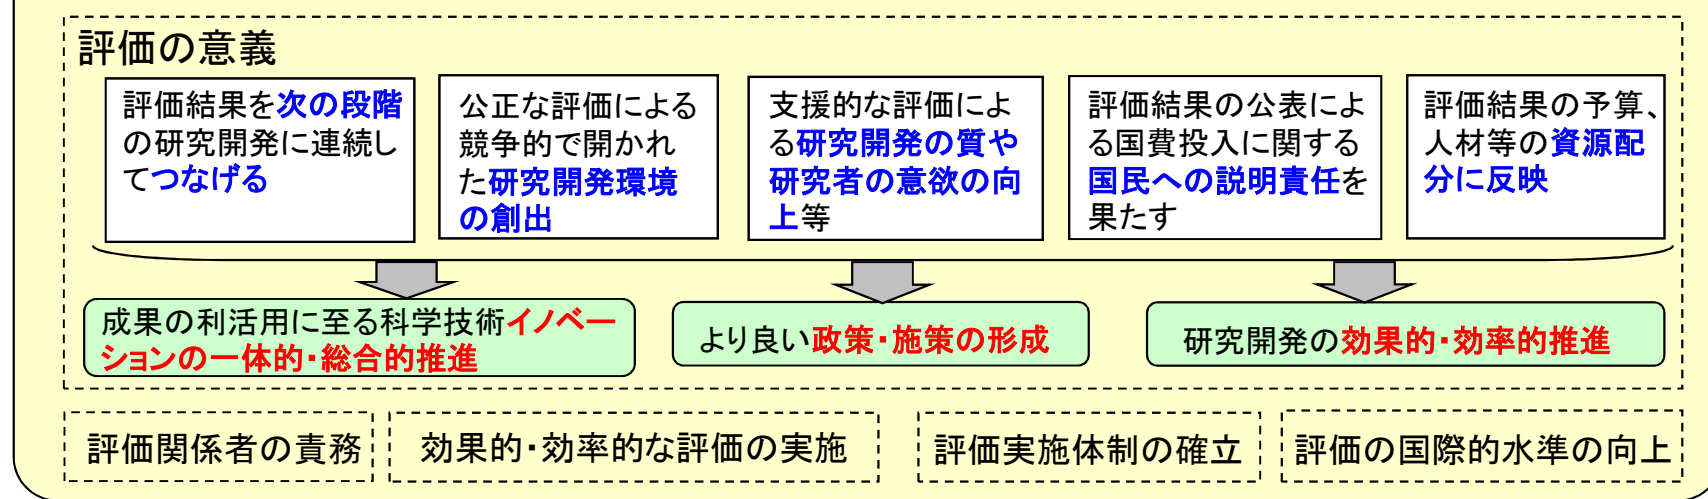 評価の意義
評価結果を次の段階
の研究開発に連続し
てつなげる
公正な評価による
競争的で開かれ
た研究開発環境
の創出
支援的な評価によ
る研究開発の質や
研究者の意欲の向
上等
評価結果の公表によ
る国費投入に関する
国民への説明責任を
果たす
評価結果の予算、
人材等の資源配
分に反映
成果の利活用に至る科学技術イノベー
ションの一体的・総合的推進
より良い政策・施策の形成
研究開発の効果的・効率的推進
評価関係者の責務
効果的・効率的な評価の実施
評価実施体制の確立
評価の国際的水準の向上